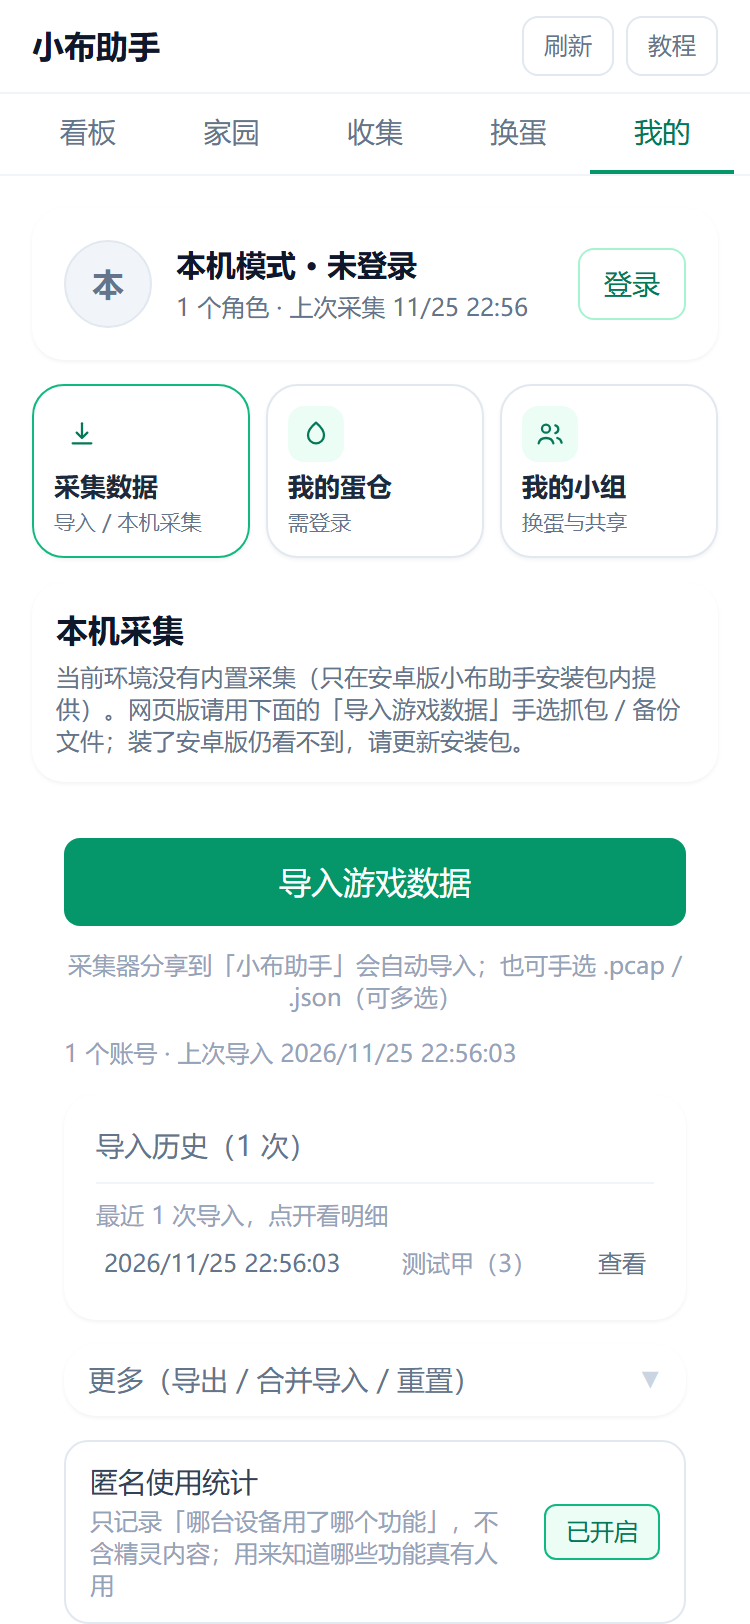 小布助手
刷新
教程
看板
家园
收集
换蛋
我的
本
本机模式・未登录
1 个角色 · 上次采集 11/25 22:56
登录
采集数据
导入 / 本机采集
我的蛋仓
需登录
我的小组
换蛋与共享
本机采集
当前环境没有内置采集（只在安卓版小布助手安装包内提
供）。网页版请用下面的「导入游戏数据」手选抓包 / 备份
文件；装了安卓版仍看不到，请更新安装包。
导入游戏数据
采集器分享到「小布助手」会自动导入；也可手选 .pcap /
.json（可多选）
1 个账号 · 上次导入 2026/11/25 22:56:03
导入历史（1 次）
最近 1 次导入，点开看明细
2026/11/25 22:56:03
测试甲（3）
查看
更多（导出 / 合并导入 / 重置）
匿名使用统计
只记录「哪台设备用了哪个功能」，不
含精灵内容；用来知道哪些功能真有人
用
已开启